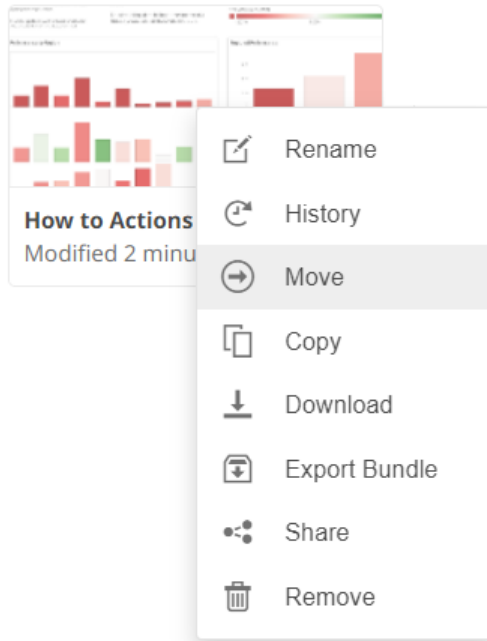 How to Actions
Modified 2 minu
Rename
History
Move
Copy
Download
Export Bundle
Share
Remove